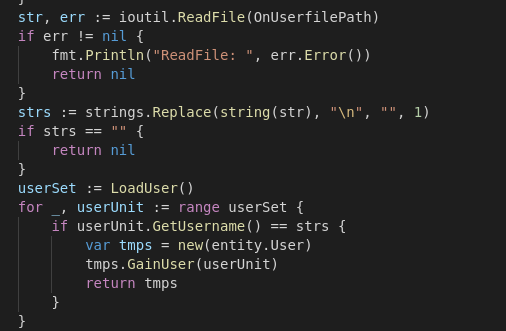 }
str, err := ioutil.ReadFile(OnUserfilePath)
if err != nil {
    fmt.Println("ReadFile: ", err.Error())
    return nil
}
strs := strings.Replace(string(str), "\n", "", 1)
if strs == "" {
    return nil
}
userSet := LoadUser()
for _, userUnit := range userSet {
    if userUnit.GetUsername() == strs {
        var tmps = new(entity.User)
        tmps.GainUser(userUnit)
        return tmps
    }
}